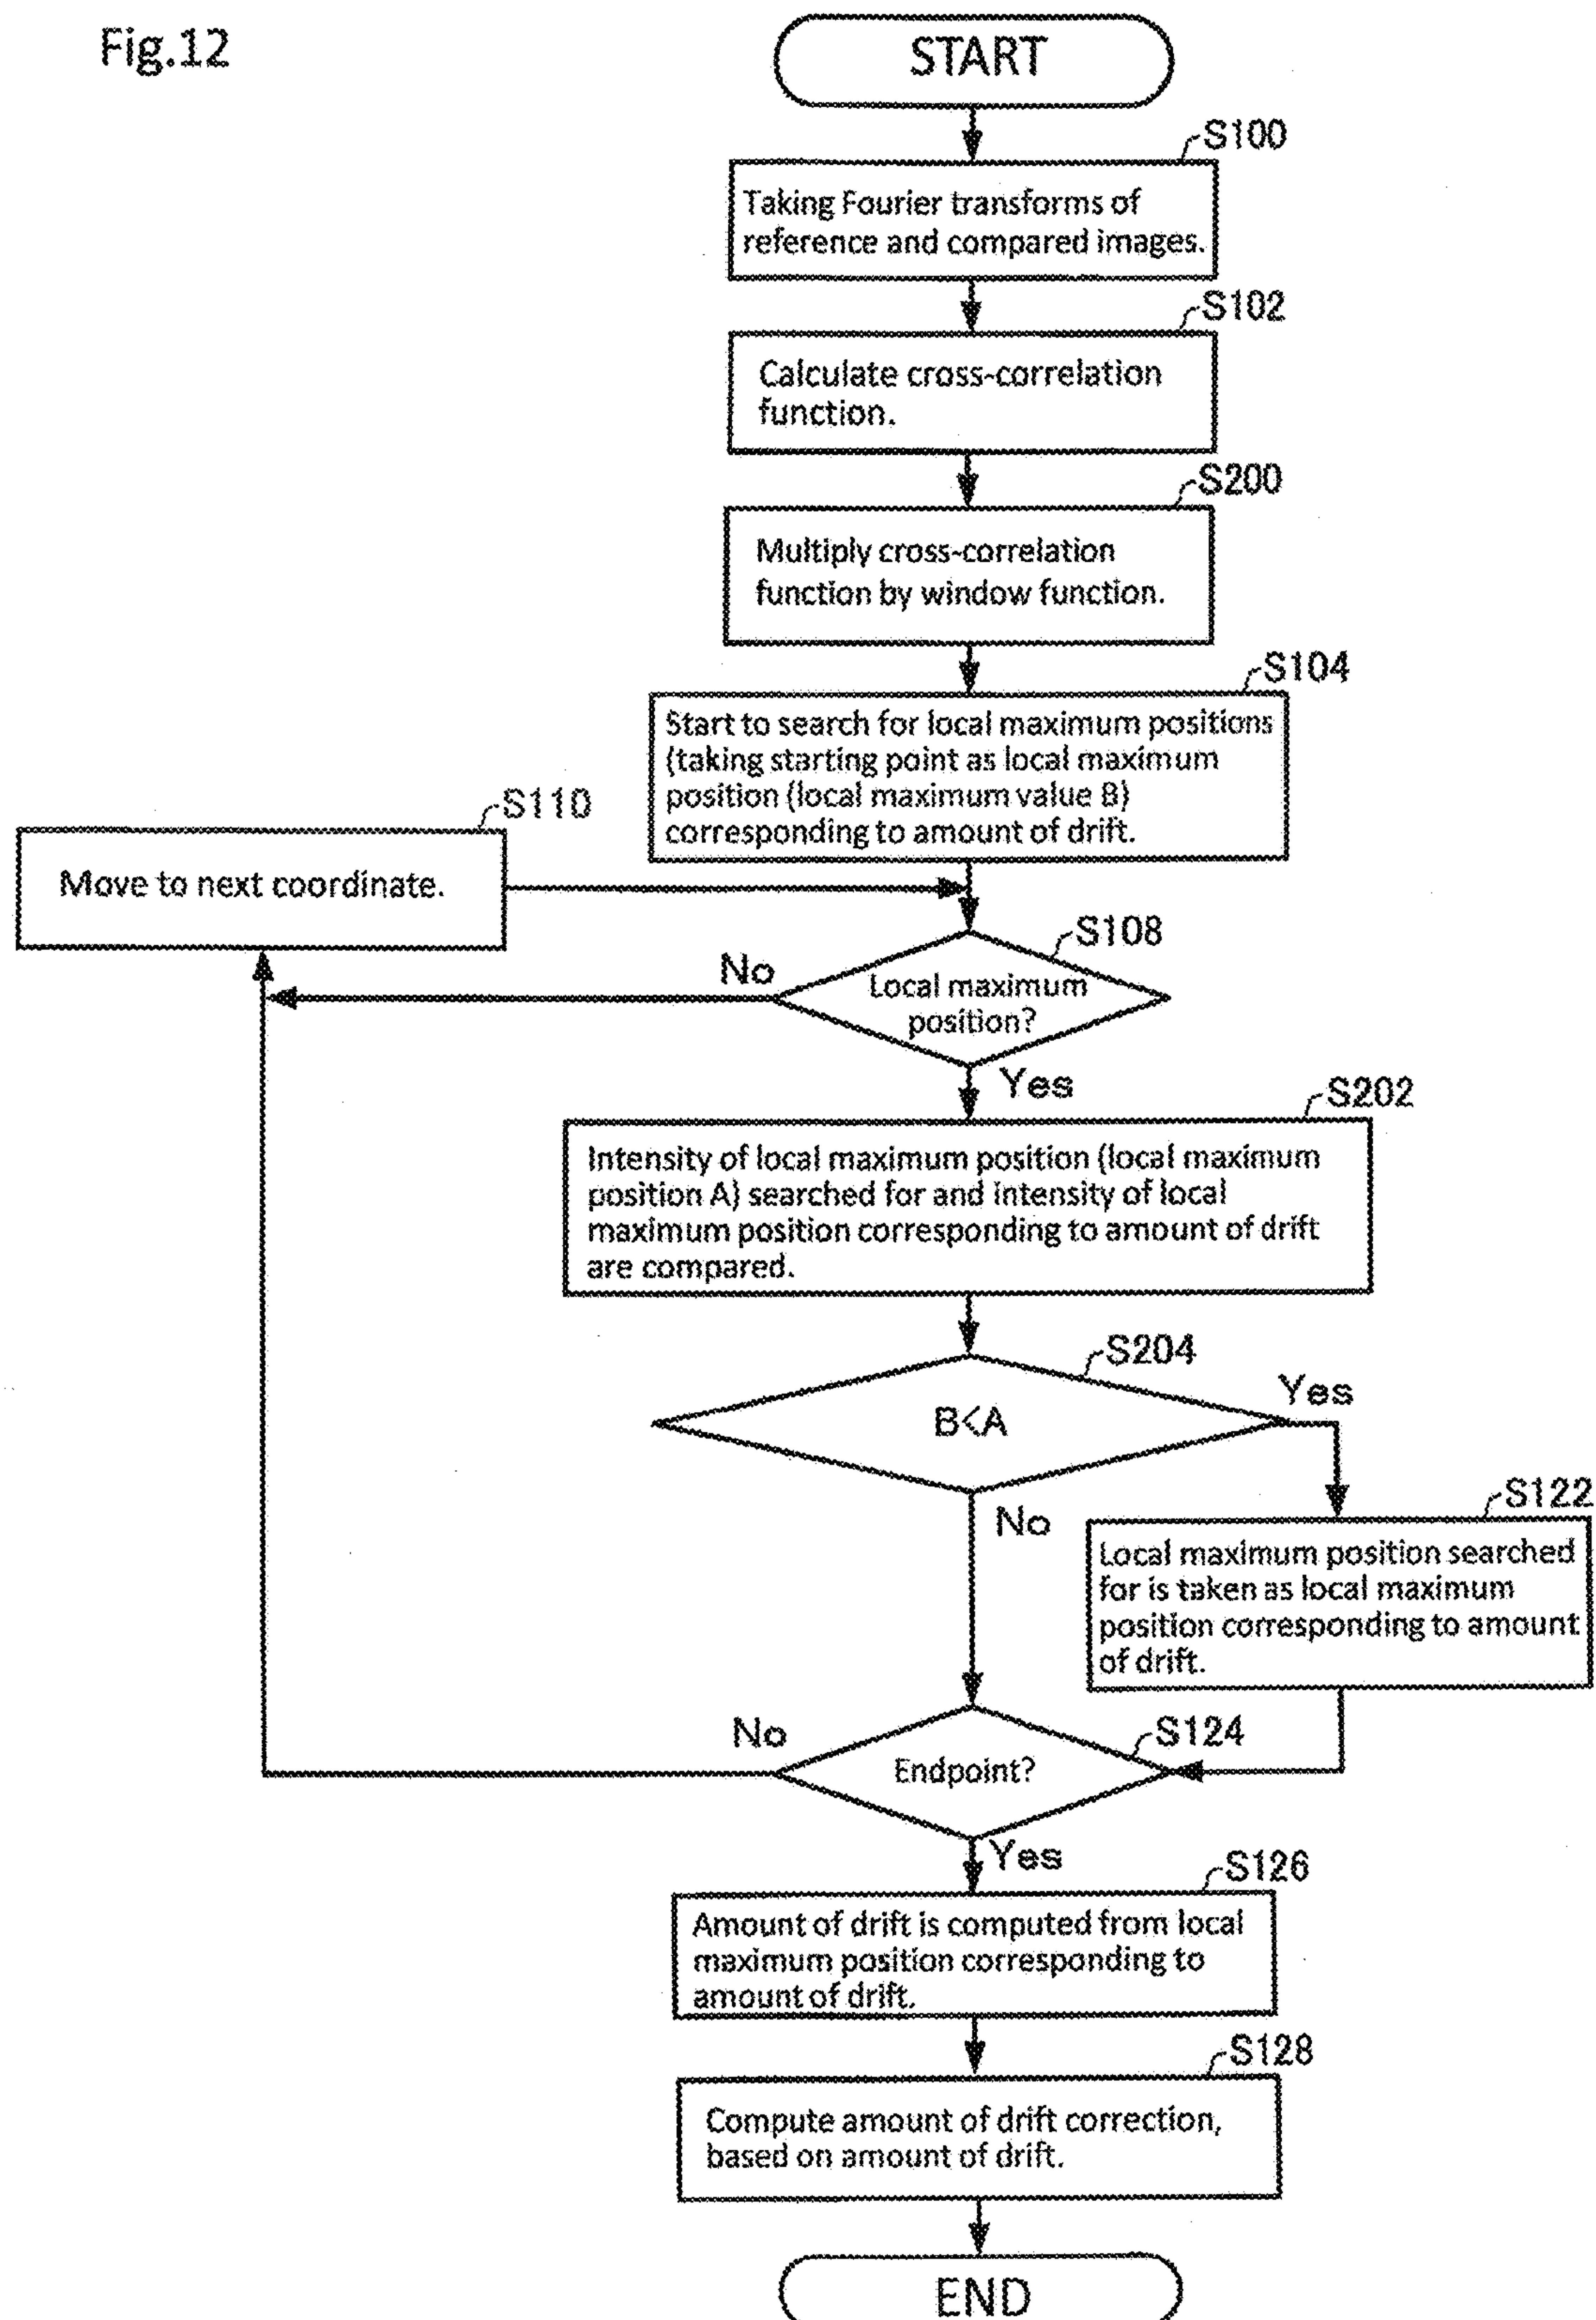 Fig.12
START
S100
Taking Fourier transforms of
reference and compared images.
S102
Calculate cross-correlation
function.
S200
Multiply cross-correlation
function by window function.
S104
Start to search for local maximum positions
(taking starting point as local maximum
position (local maximum value B)
corresponding to amount of drift.
S110
Move to next coordinate.
S108
No
Local maximum
position?
Yes
S202
Intensity of local maximum position (local maximum
position A) searched for and intensity of local
maximum position corresponding to amount of drift
are compared.
S204
Yes
B<A
No
S122
Local maximum position searched
for is taken as local maximum
position corresponding to amount
of drift.
No
S124
Endpoint?
Yes
S126
Amount of drift is computed from local
maximum position corresponding to
amount of drift.
S128
Compute amount of drift correction,
based on amount of drift.
END